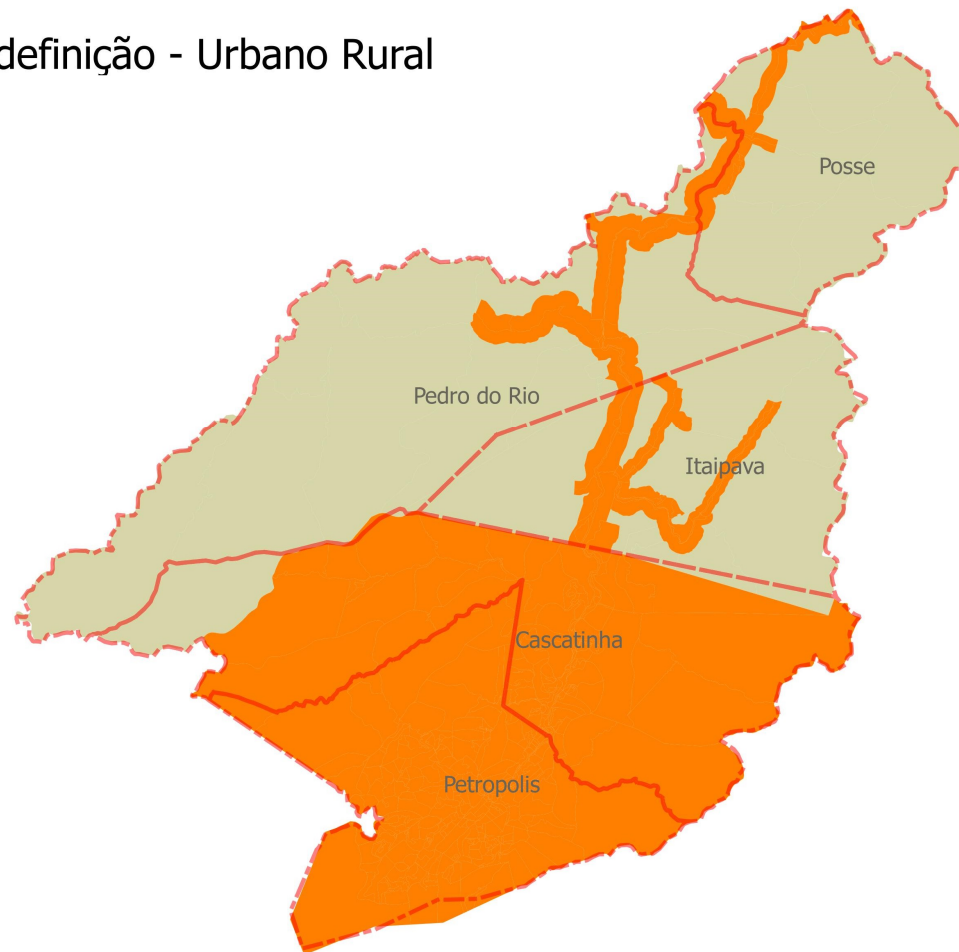 definição - Urbano Rural
Posse
Pedro do Rio
Itaipava
Cascatinha
Petropolis